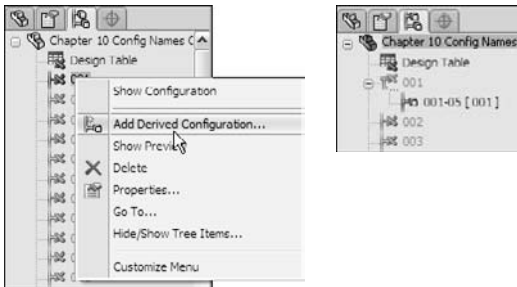 Chapter 10 Config Names C
Design Table
001
Show Configuration
Add Derived Configuration...
Show Preview
Delete
Properties...
Go To...
Hide/Show Tree Items...
Customize Menu
Chapter 10 Config Names
Design Table
001
001-05 [ 001 ]
002
003